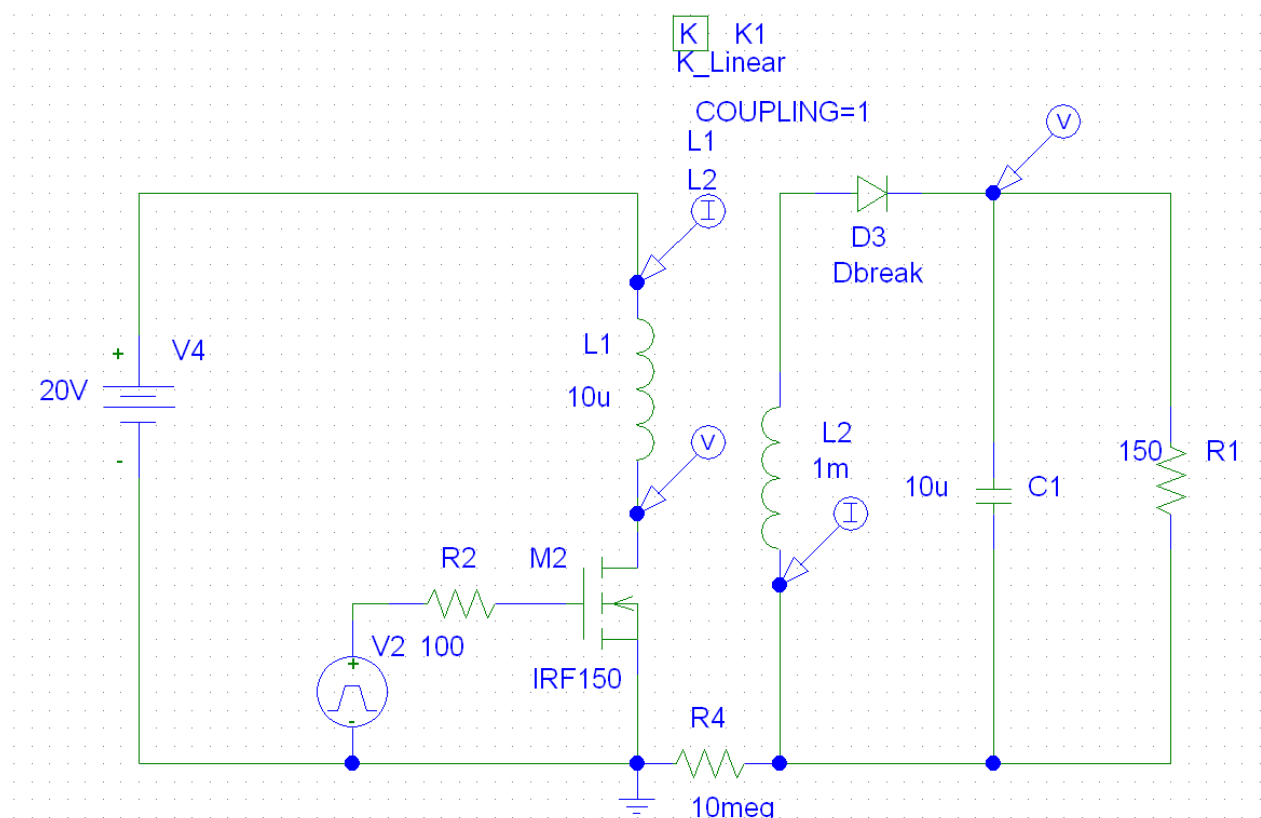 K K1
K_Linear
COUPLING=1
L1
L2
I
V
D3
Dbreak
+ V4
20V
-
L1
10u
V
L2
1m
I
10u C1
150 R1
R2
100
M2
IRF150
V2
+
-
R4
10meg